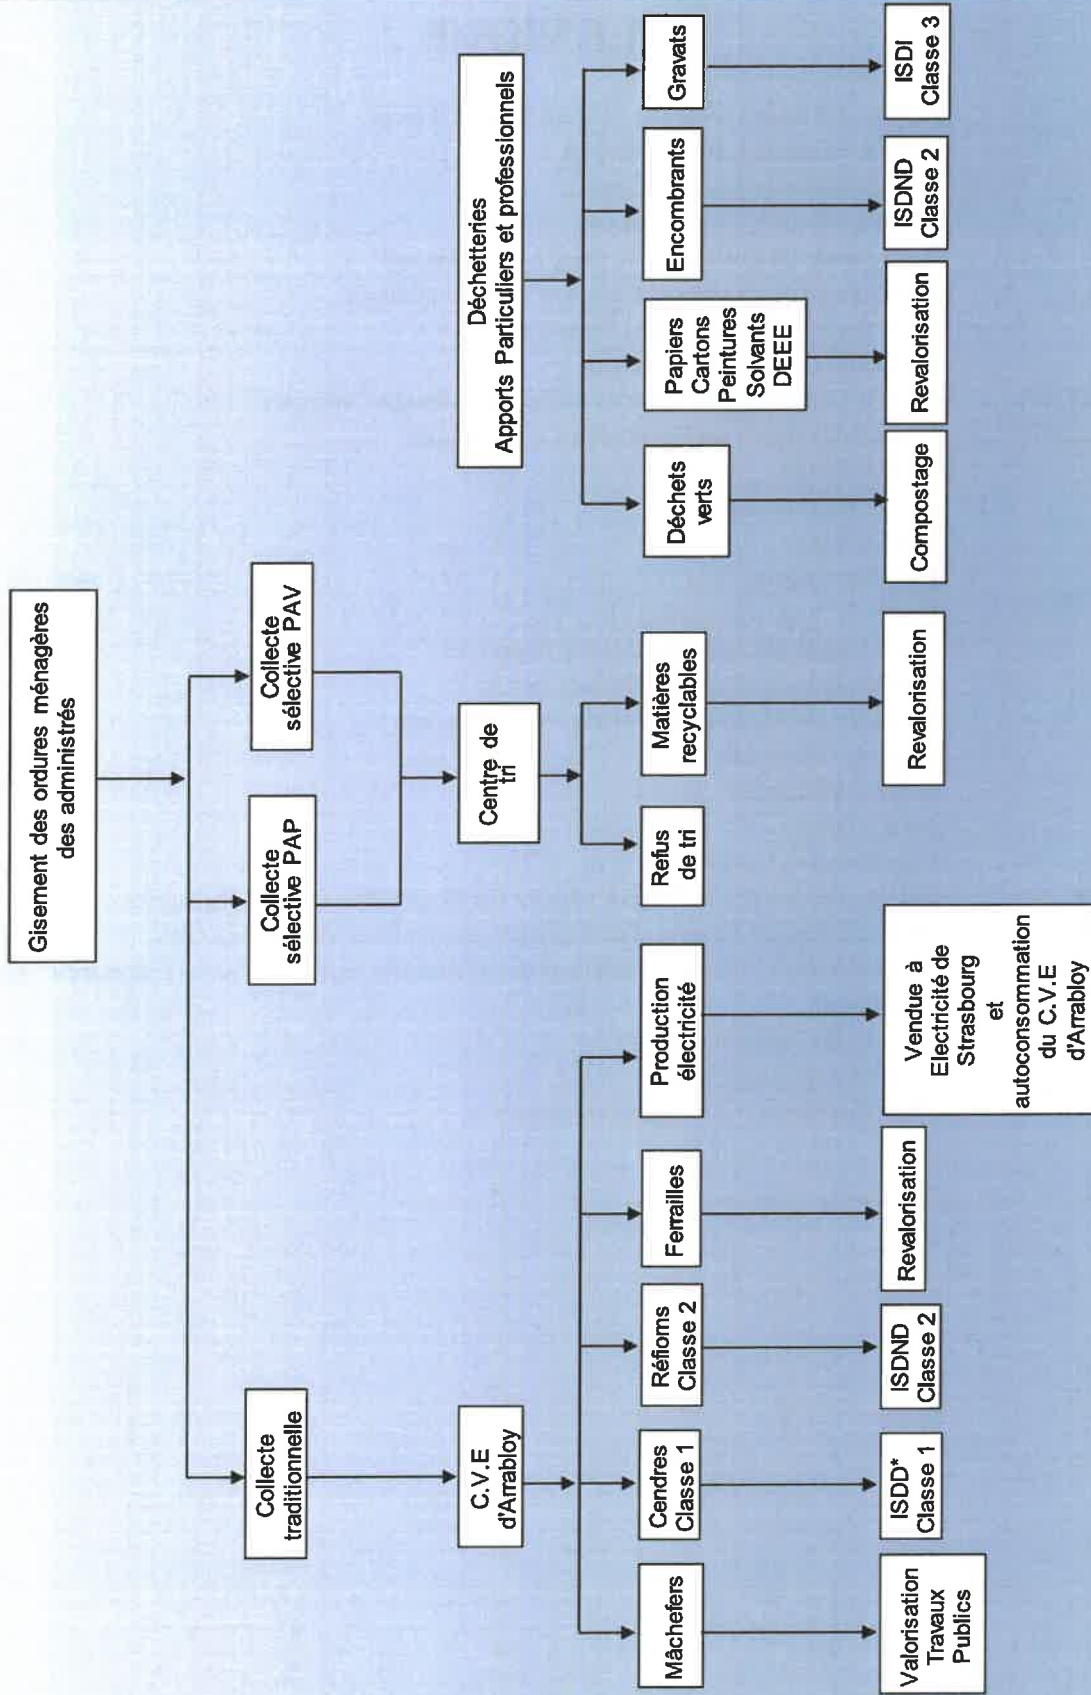 Gisement des ordures ménagères
des administrés
Collecte
traditionnelle
Collecte
sélective PAP
Collecte
sélective PAV
C.V.E
d'Arrabloy
Centre de
tri
Déchetteries
Apports Particuliers et professionnels
Mâchefers
Cendres
Classe 1
Réfioms
Classe 2
Ferrailles
Production
électricité
Refus
de tri
Matières
recyclables
Déchets
verts
Papiers
Cartons
Peintures
Solvants
DEEE
Encombrants
Gravats
Valorisation
Travaux
Publics
ISDD*
Classe 1
ISDND
Classe 2
Revalorisation
Vendue à
Electricité de
Strasbourg
et
autoconsommation
du C.V.E
d'Arrabloy
Revalorisation
Compostage
Revalorisation
ISDND
Classe 2
ISDI
Classe 3